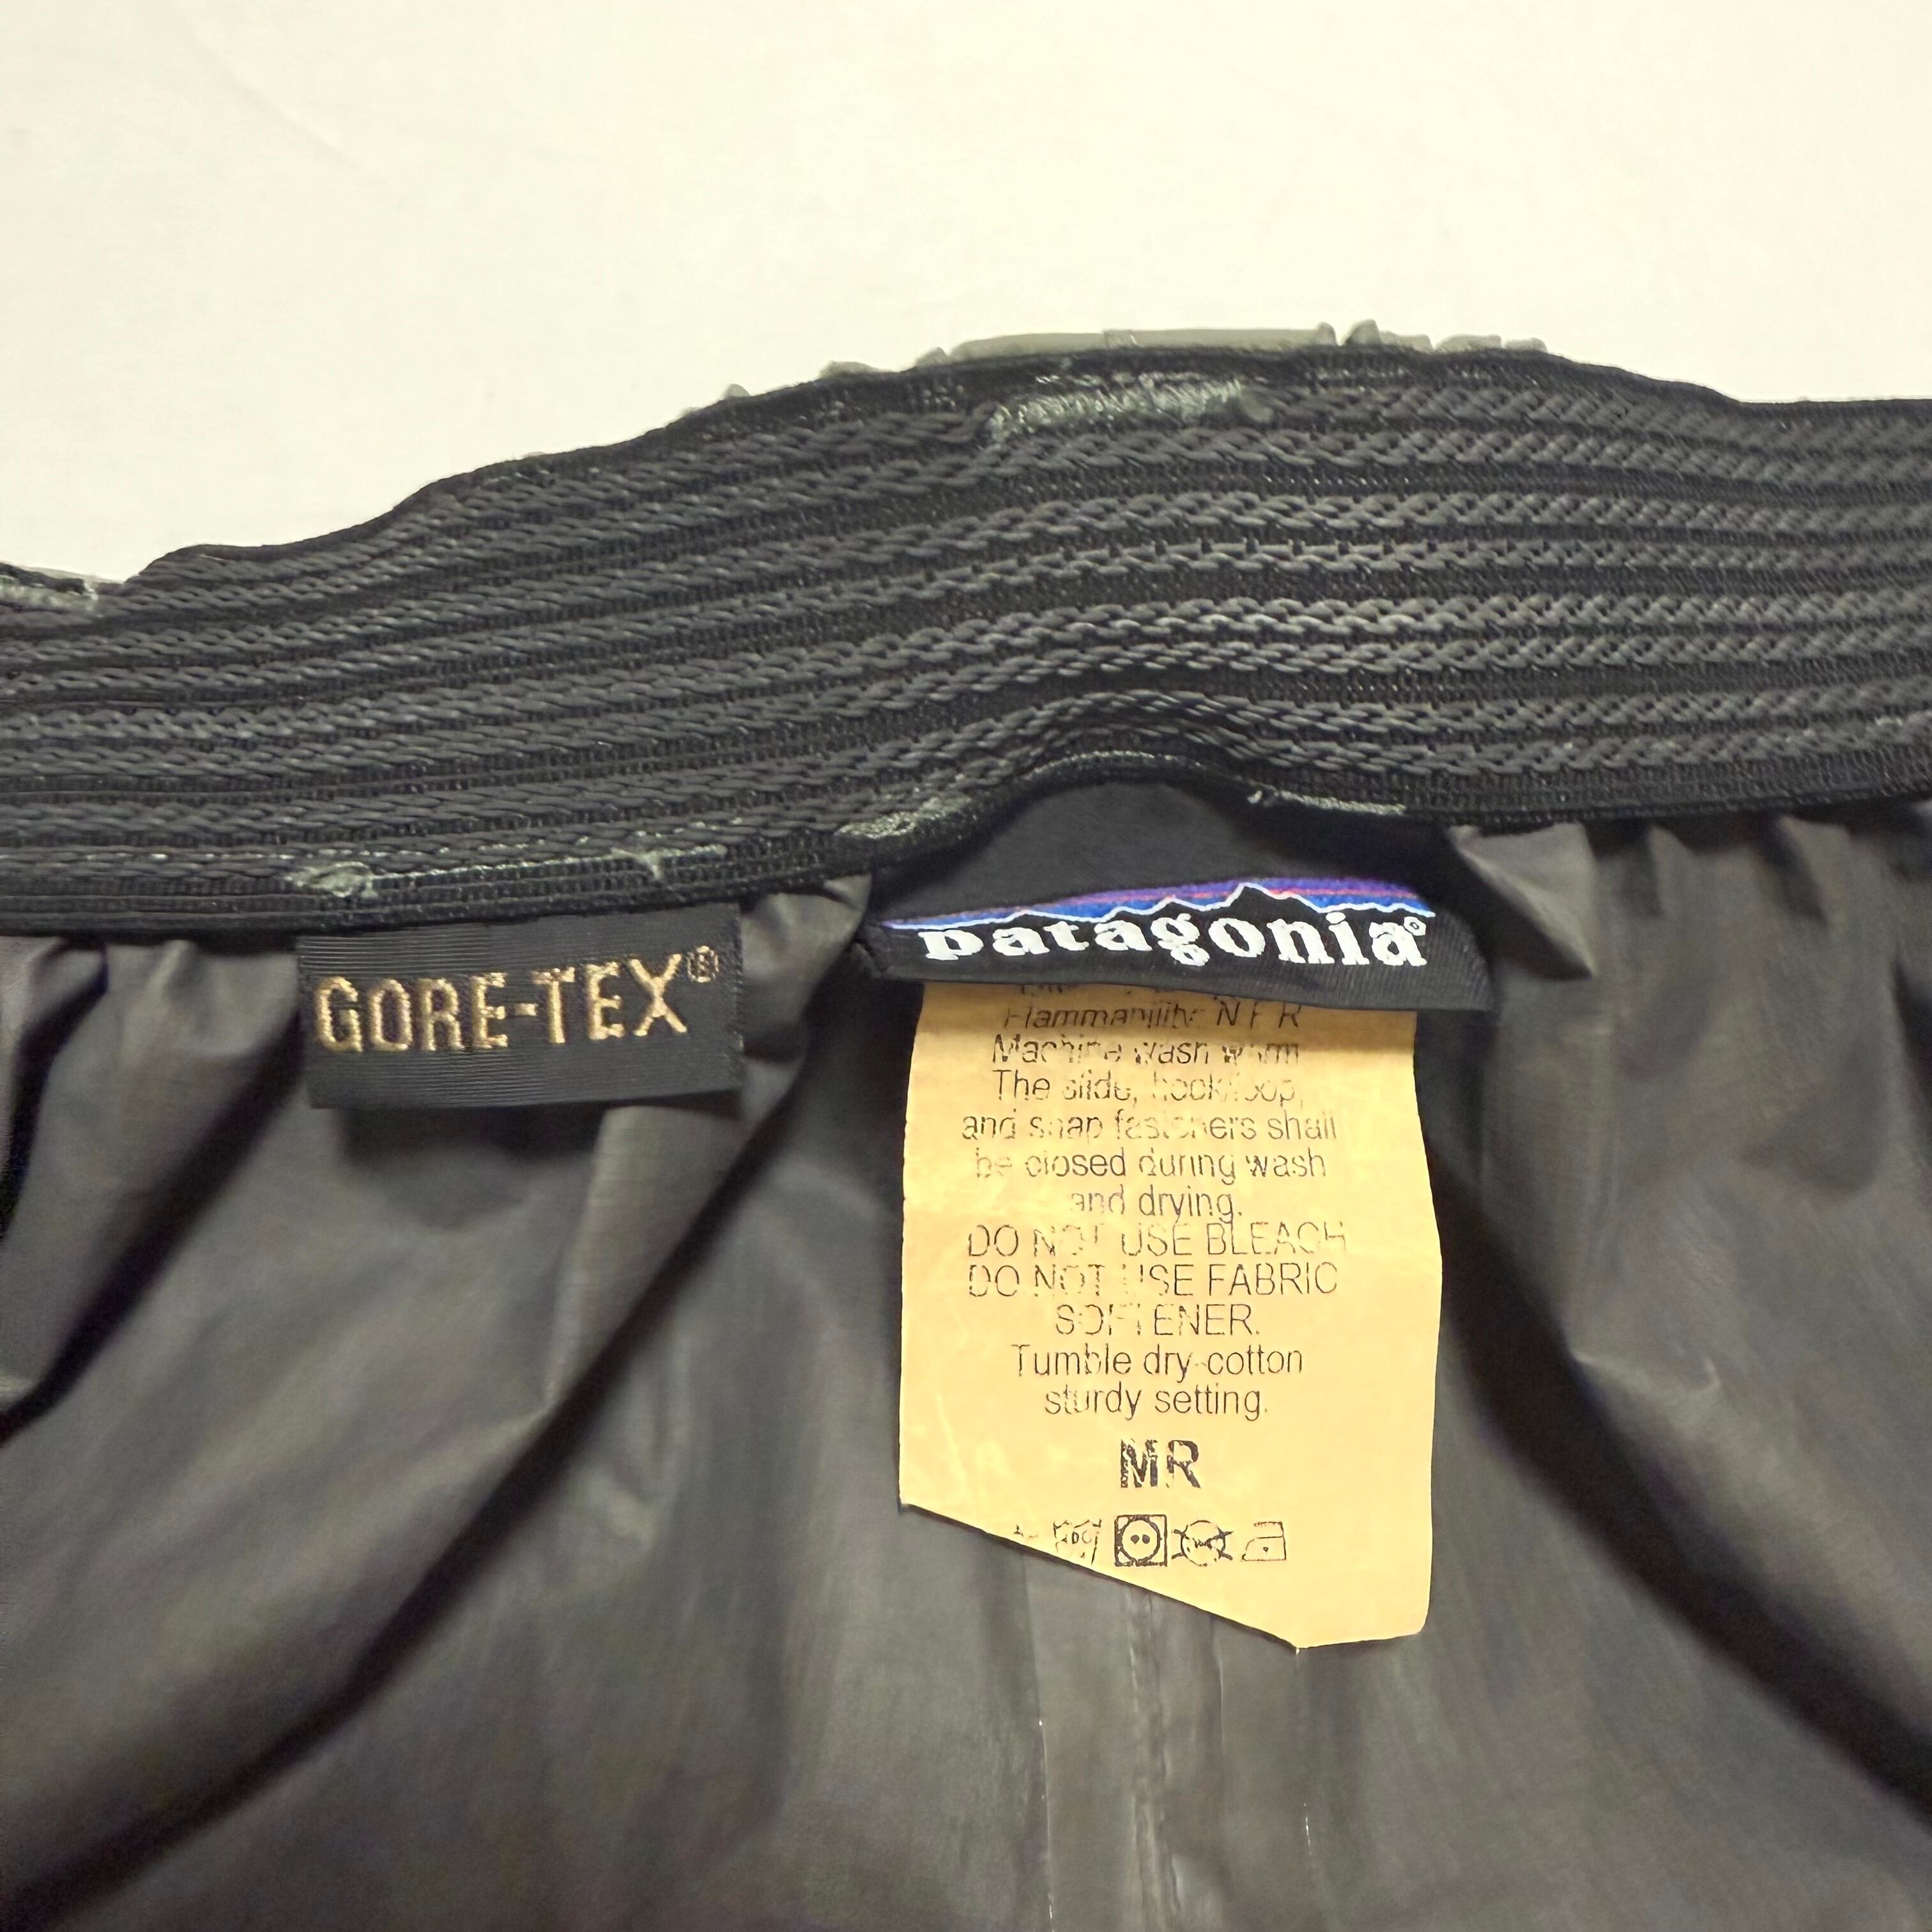 GORE-TEX®
patagonia®
Flammability: N F R
Machine wash warm
The slide, hook/loop,
and snap fasteners shall
be closed during wash
and drying.
DO NOT USE BLEACH
DO NOT USE FABRIC
SOFTENER.
Tumble dry-cotton
sturdy setting.
MR